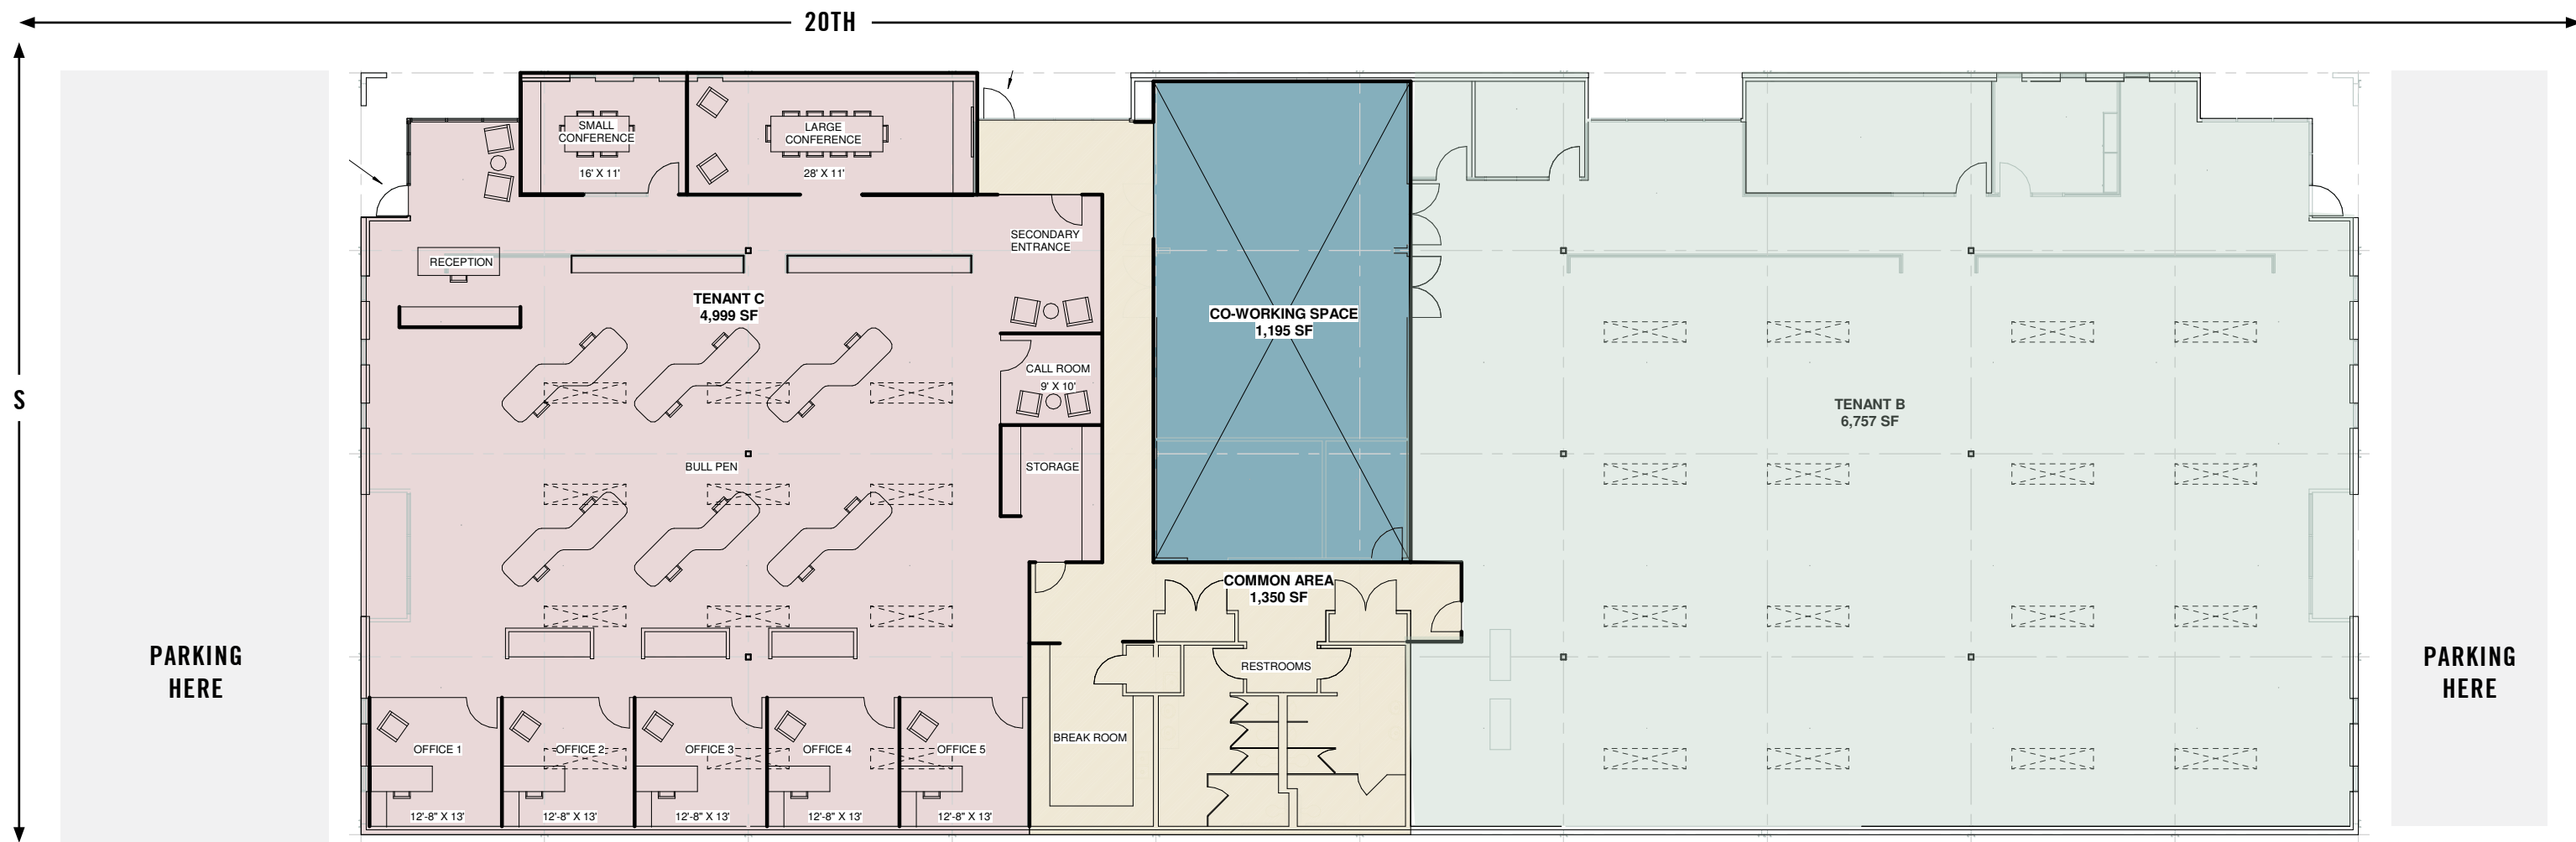 20TH
S
PARKING
HERE
SMALL
CONFERENCE
16' X 11'
LARGE
CONFERENCE
28' X 11'
RECEPTION
SECONDARY
ENTRANCE
TENANT C
4,999 SF
CALL ROOM
9' X 10'
BULL PEN
STORAGE
OFFICE 1
12'-8" X 13'
OFFICE 2
12'-8" X 13'
OFFICE 3
12'-8" X 13'
OFFICE 4
12'-8" X 13'
OFFICE 5
12'-8" X 13'
CO-WORKING SPACE
1,195 SF
COMMON AREA
1,350 SF
RESTROOMS
BREAK ROOM
TENANT B
6,757 SF
PARKING
HERE